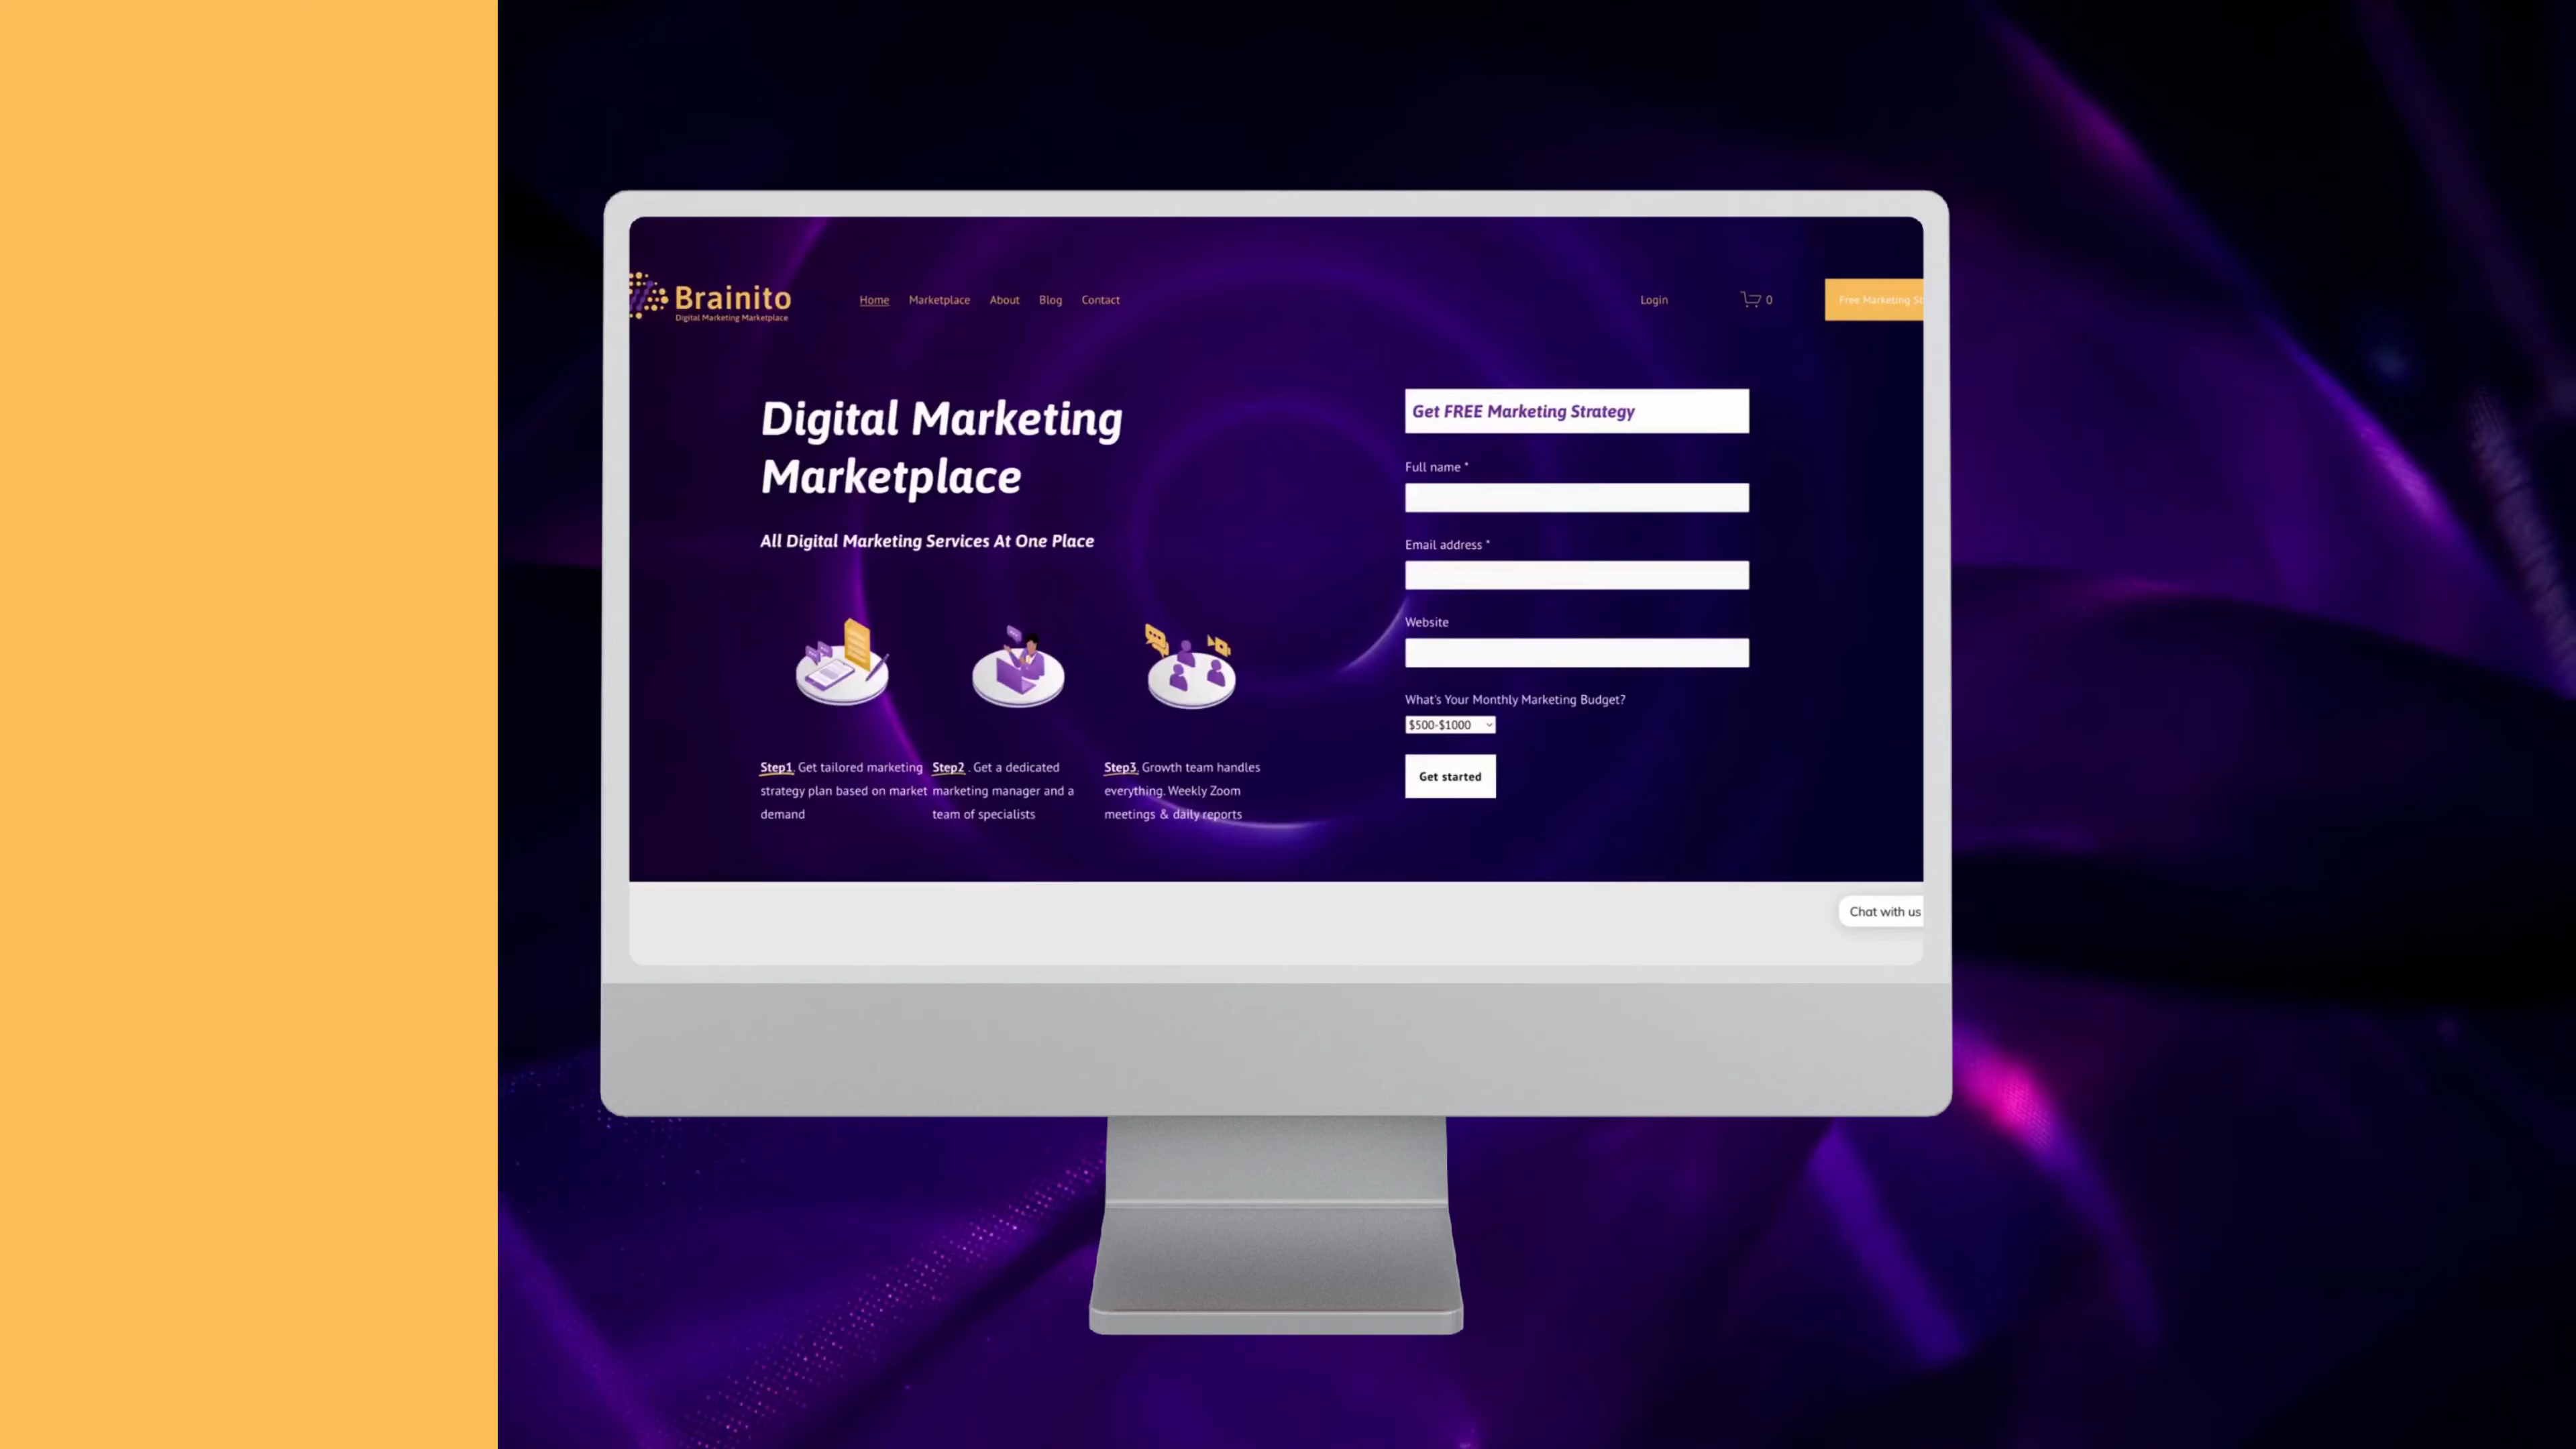 Brainito
Digital Marketing Marketplace
Home
Marketplace
About
Blog
Contact
Login
0
Free Marketing
Digital Marketing
Marketplace
All Digital Marketing Services At One Place
Step1. Get tailored marketing
strategy plan based on market
demand
Step2 . Get a dedicated
marketing manager and a
team of specialists
Step3. Growth team handles
everything. Weekly Zoom
meetings & daily reports
Get FREE Marketing Strategy
Full name *
Email address *
Website
What's Your Monthly Marketing Budget?
$500-$1000
Get started
Chat with us